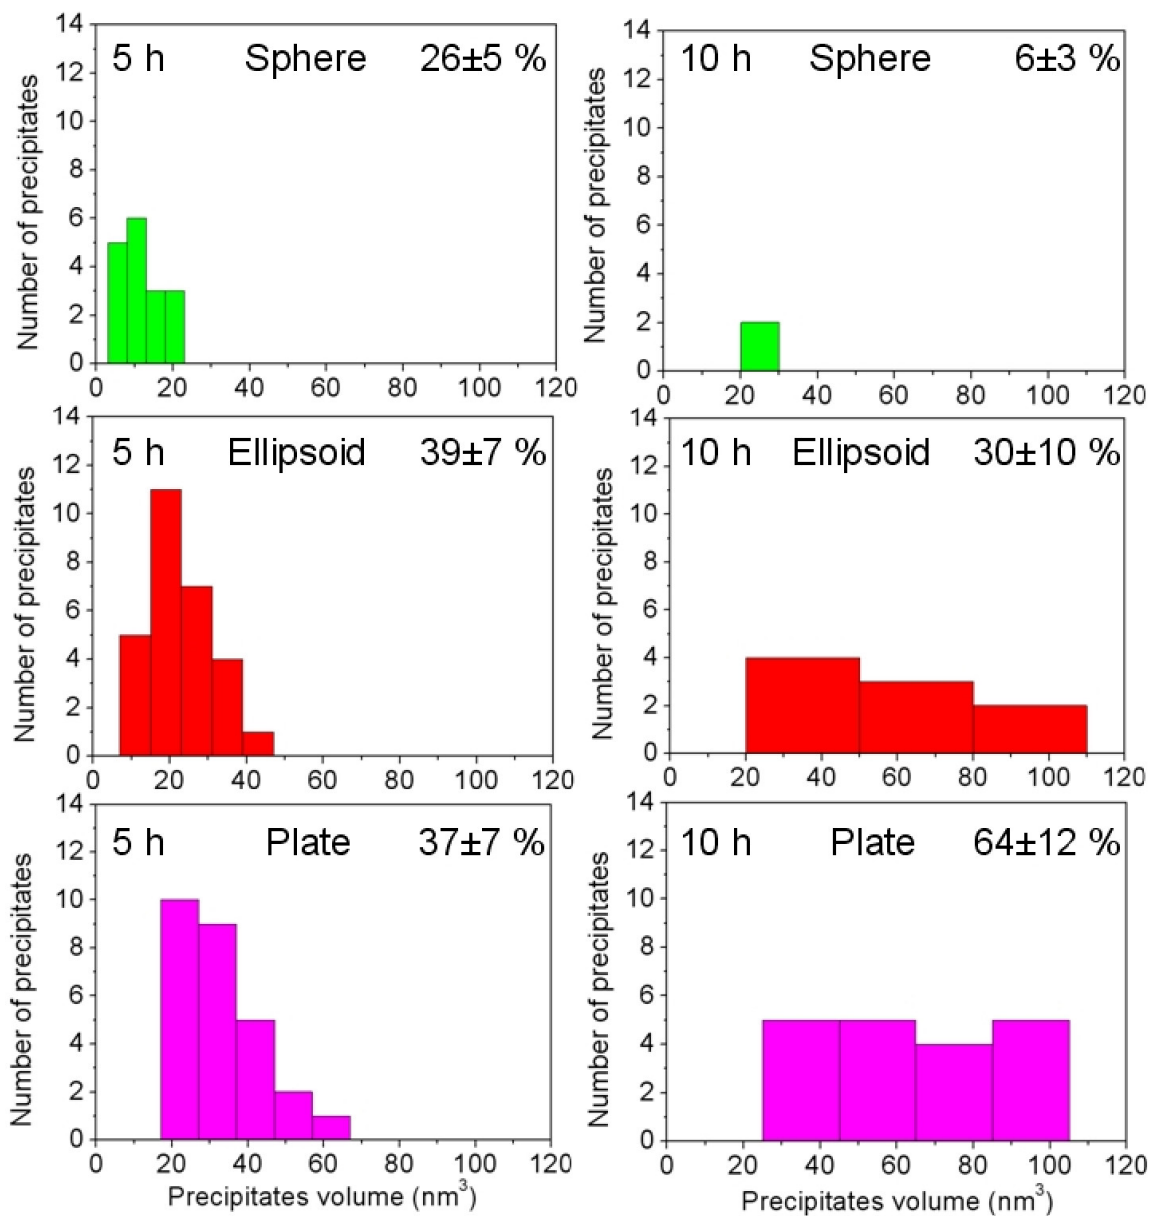 14
12
10
8
6
4
2
0
Number of precipitates
5 h Sphere 26±5 %
0 20 40 60 80 100 120
14
12
10
8
6
4
2
0
Number of precipitates
10 h Sphere 6±3 %
0 20 40 60 80 100 120
14
12
10
8
6
4
2
0
Number of precipitates
5 h Ellipsoid 39±7 %
0 20 40 60 80 100 120
14
12
10
8
6
4
2
0
Number of precipitates
10 h Ellipsoid 30±10 %
0 20 40 60 80 100 120
14
12
10
8
6
4
2
0
Number of precipitates
5 h Plate 37±7 %
0 20 40 60 80 100 120
Precipitates volume (nm³)
14
12
10
8
6
4
2
0
Number of precipitates
10 h Plate 64±12 %
0 20 40 60 80 100 120
Precipitates volume (nm³)